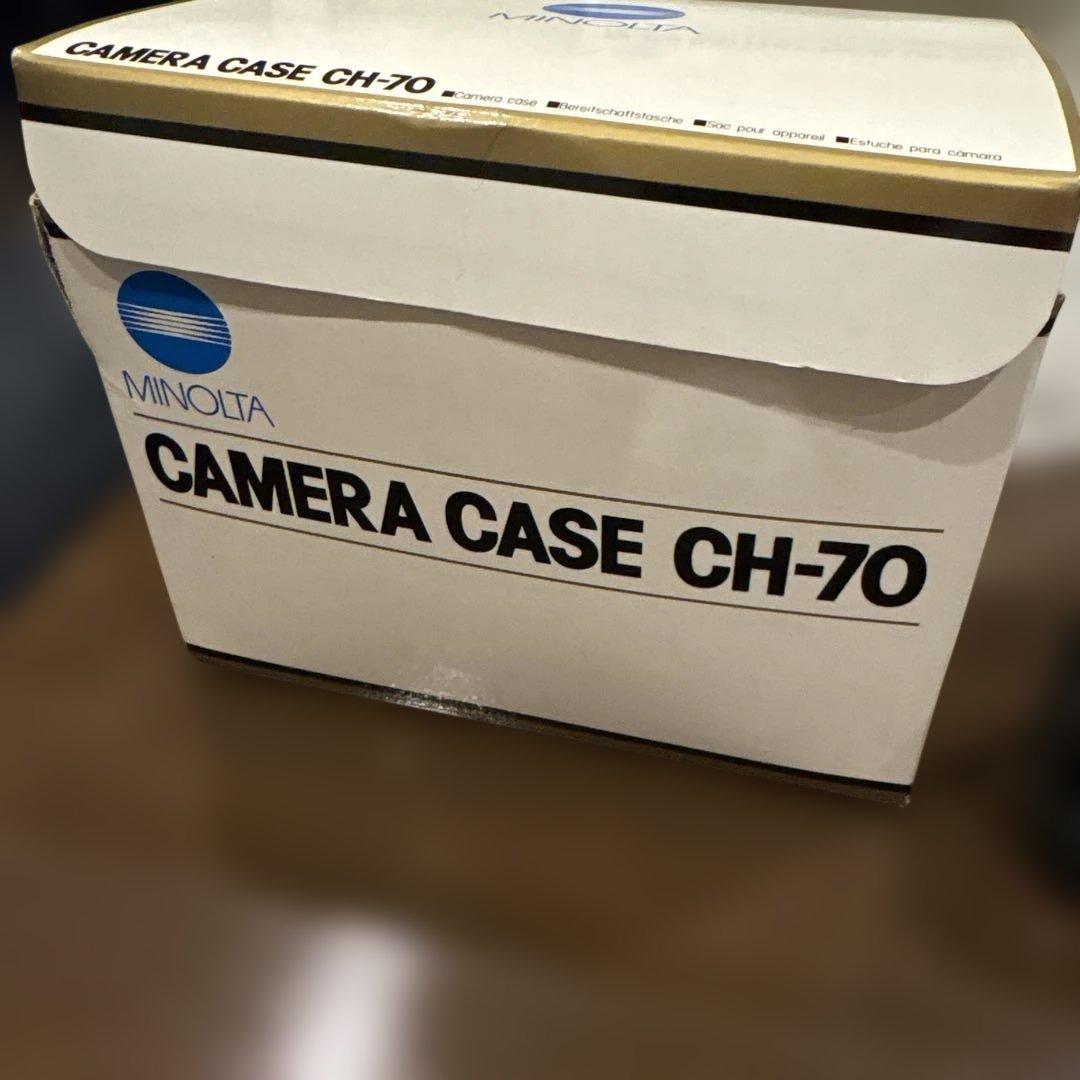 MINOLTA
CAMERA CASE CH-70 ■Camera case ■Bereitschaftstasche ■Sac pour appareil ■Estuche para cámara
MINOLTA
CAMERA CASE CH-70